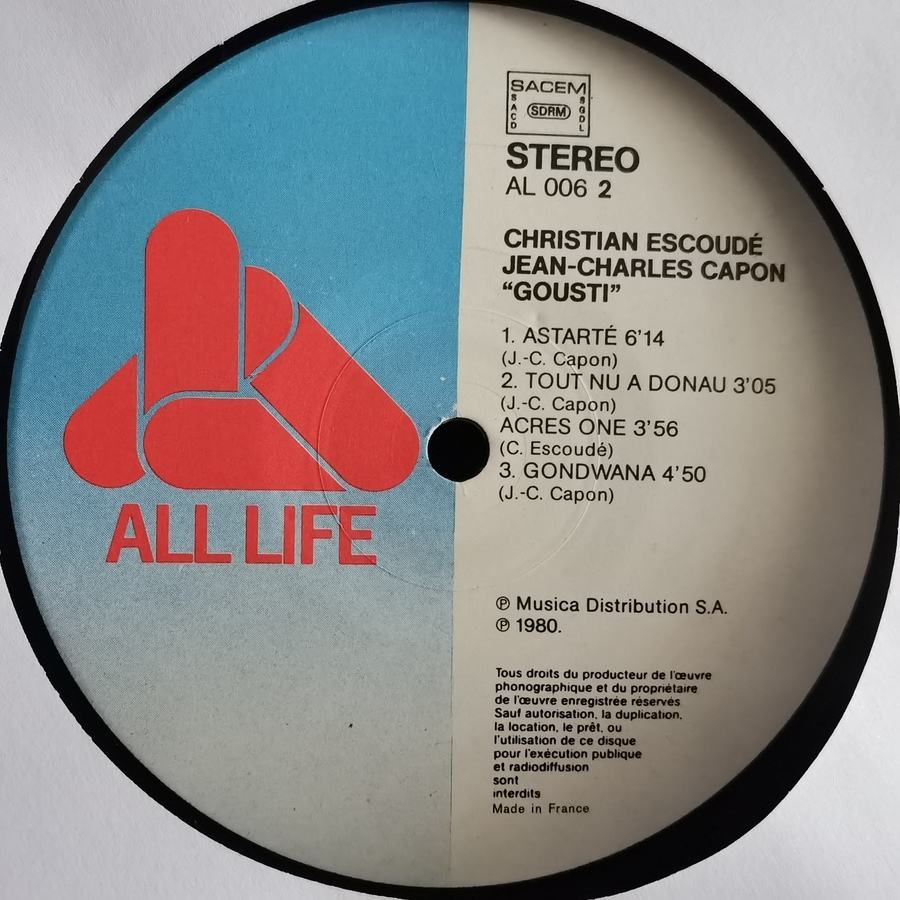 SACEM
SACD
SDRM
SGDL
STEREO
AL 006 2
CHRISTIAN ESCOUDÉ
JEAN-CHARLES CAPON
“GOUSTI”
1. ASTARTÉ 6’14
(J.-C. Capon)
2. TOUT NU A DONAU 3’05
(J.-C. Capon)
ACRES ONE 3’56
(C. Escoudé)
3. GONDWANA 4’50
(J.-C. Capon)
ALL LIFE
℗ Musica Distribution S.A.
℗ 1980.
Tous droits du producteur de l’œuvre
phonographique et du propriétaire
de l’œuvre enregistrée réservés
Sauf autorisation, la duplication,
la location, le prêt, ou
l’utilisation de ce disque
pour l’exécution publique
et radiodiffusion
sont
interdits
Made in France